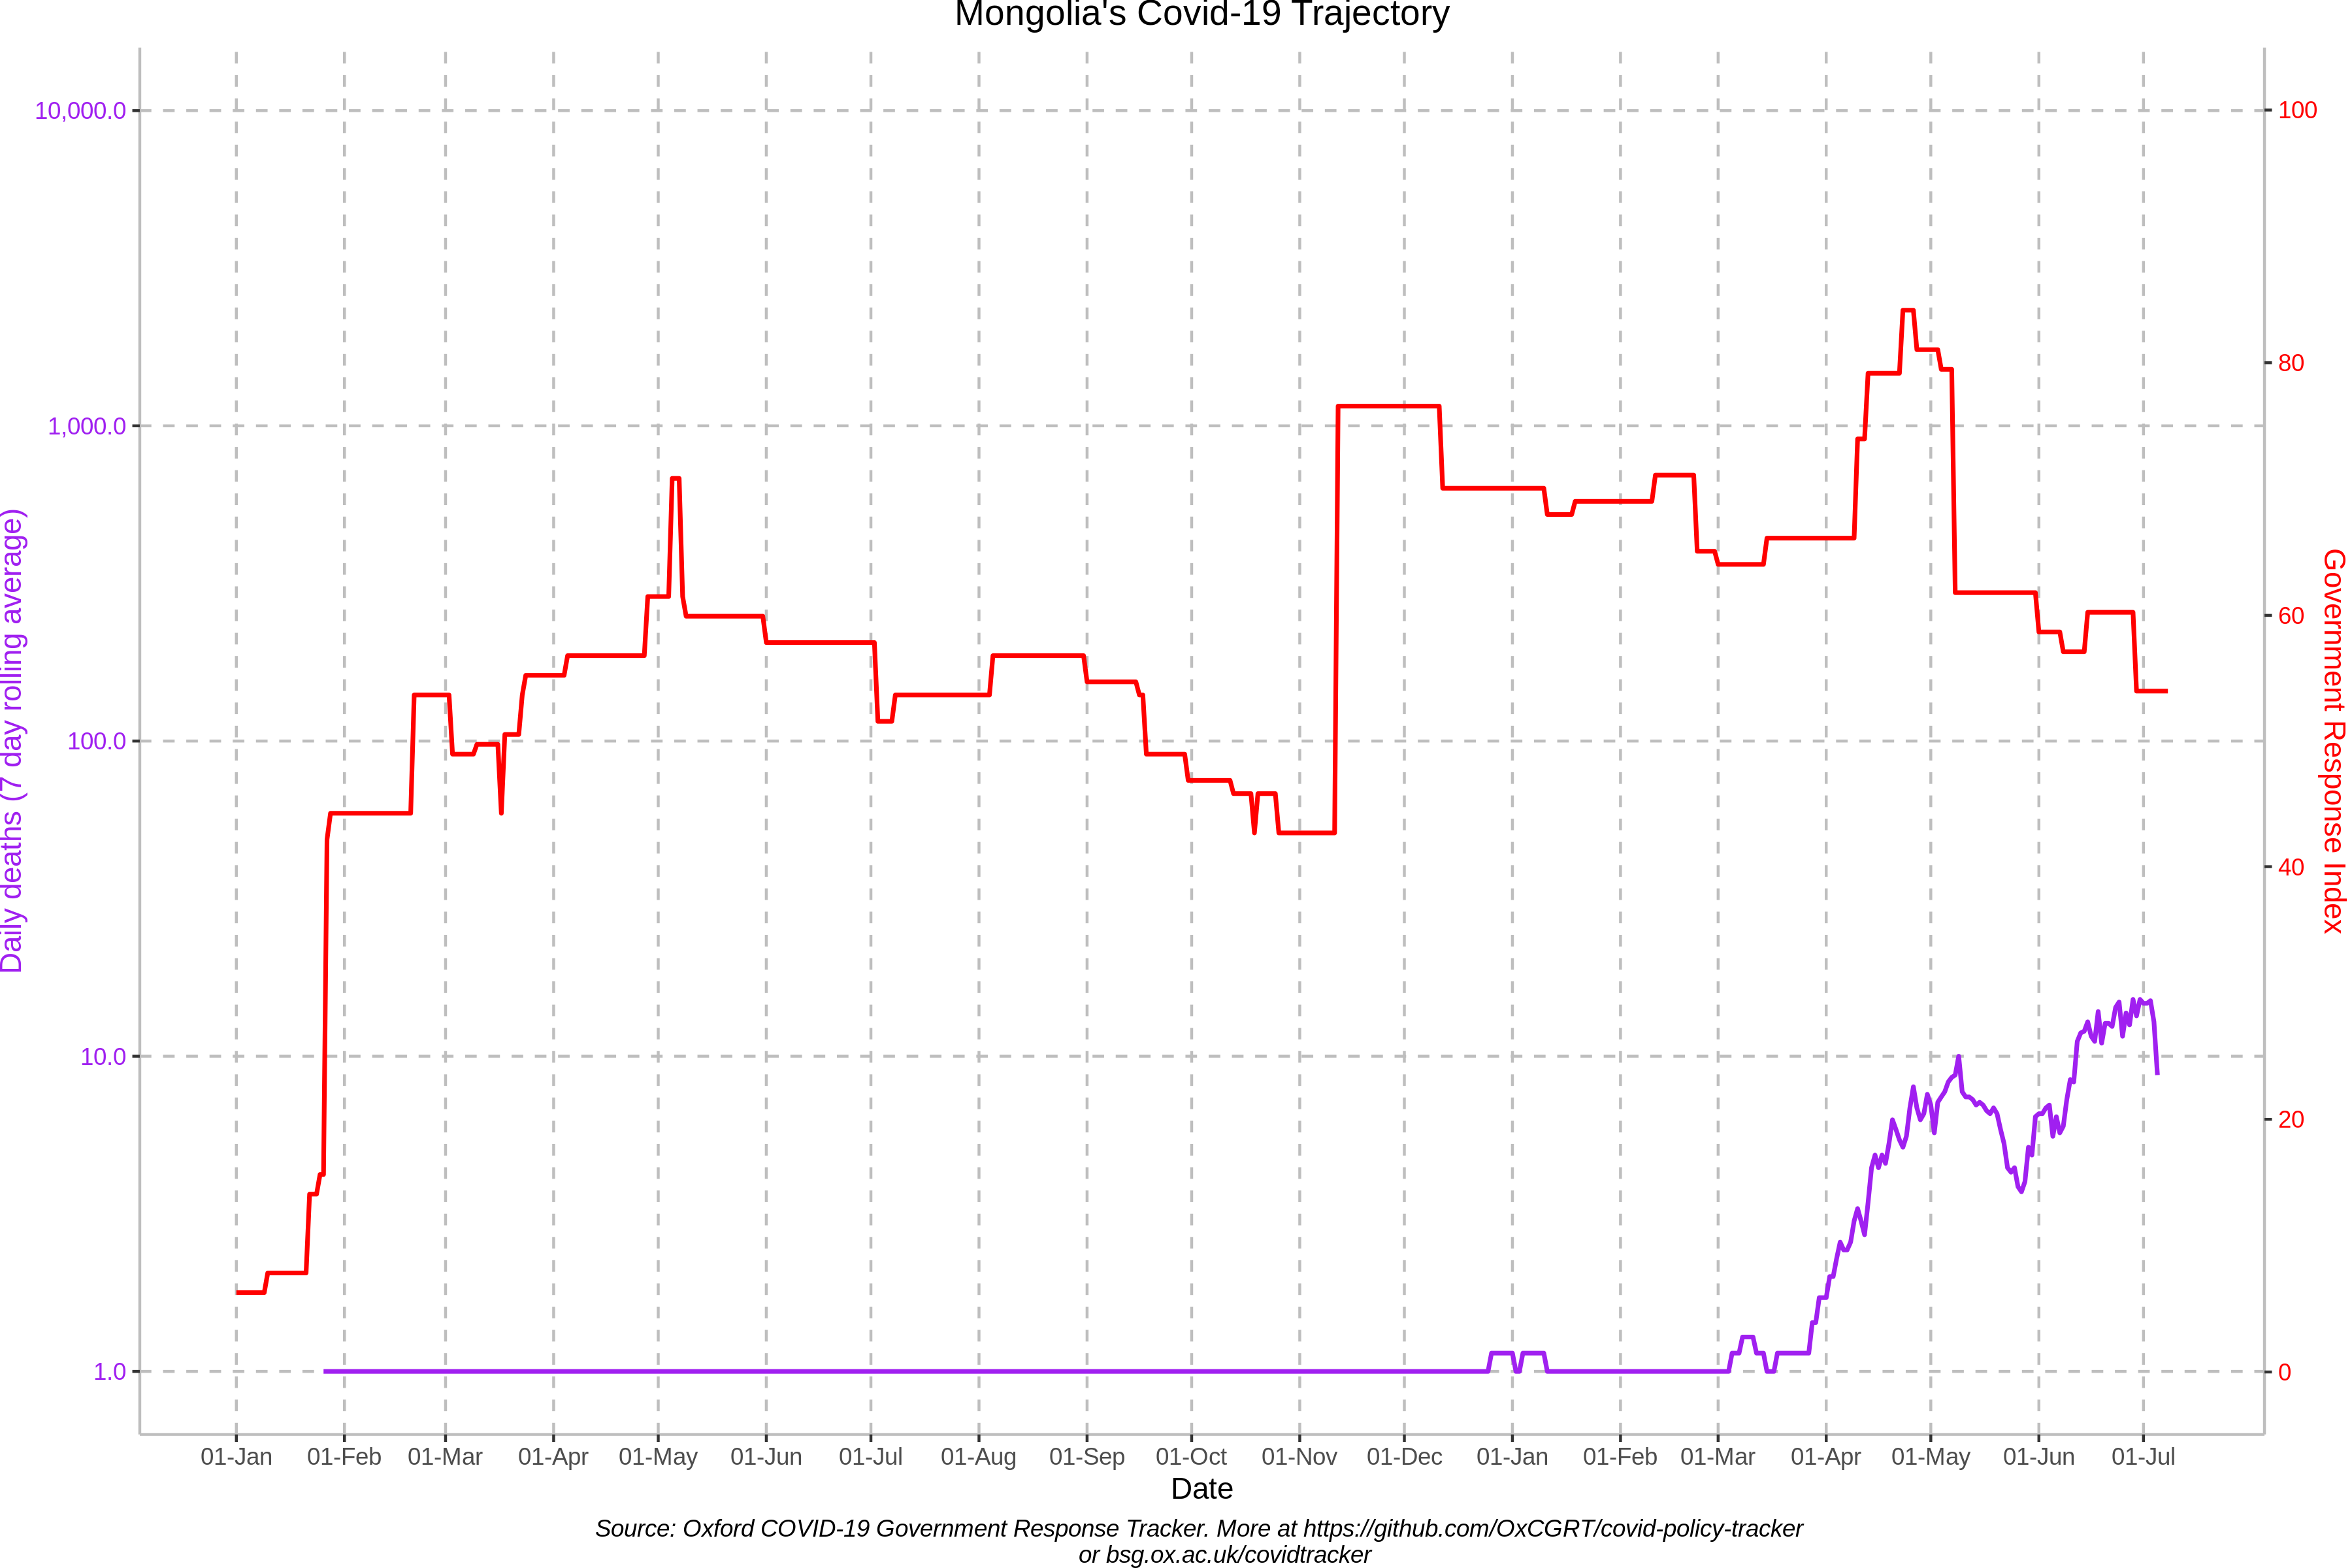 Mongolia's Covid-19 Trajectory
10,000.0
1,000.0
100.0
10.0
1.0
Daily deaths (7 day rolling average)
100
80
60
40
20
0
Government Response Index
01-Jan 01-Feb 01-Mar 01-Apr 01-May 01-Jun 01-Jul 01-Aug 01-Sep 01-Oct 01-Nov 01-Dec 01-Jan 01-Feb 01-Mar 01-Apr 01-May 01-Jun 01-Jul
Date
Source: Oxford COVID-19 Government Response Tracker. More at https://github.com/OxCGRT/covid-policy-tracker
or bsg.ox.ac.uk/covidtracker